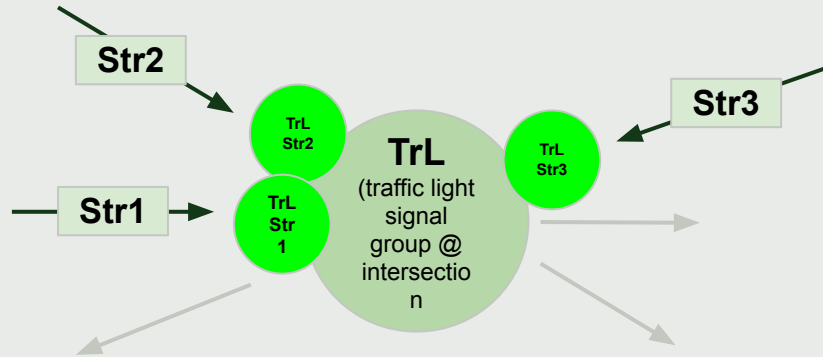 Str2
Str3
TrL
Str2
TrL
(traffic light
signal
group @
intersectio
n
TrL
Str3
Str1
TrL
Str
1